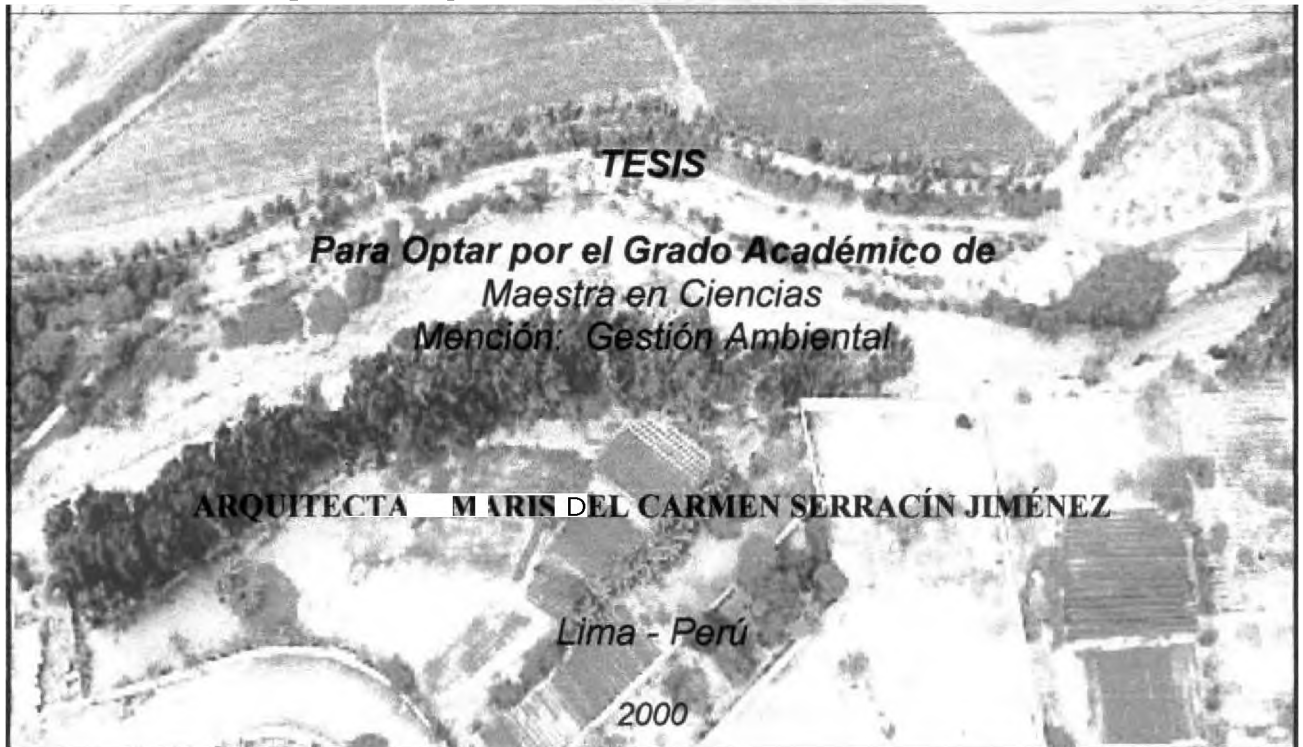 TESIS
Para Optar por el Grado Académico de
Maestra en Ciencias
Mención: Gestión Ambiental
ARQUITECTA MARIS DEL CARMEN SERRACÍN JIMÉNEZ
Lima - Perú
2000